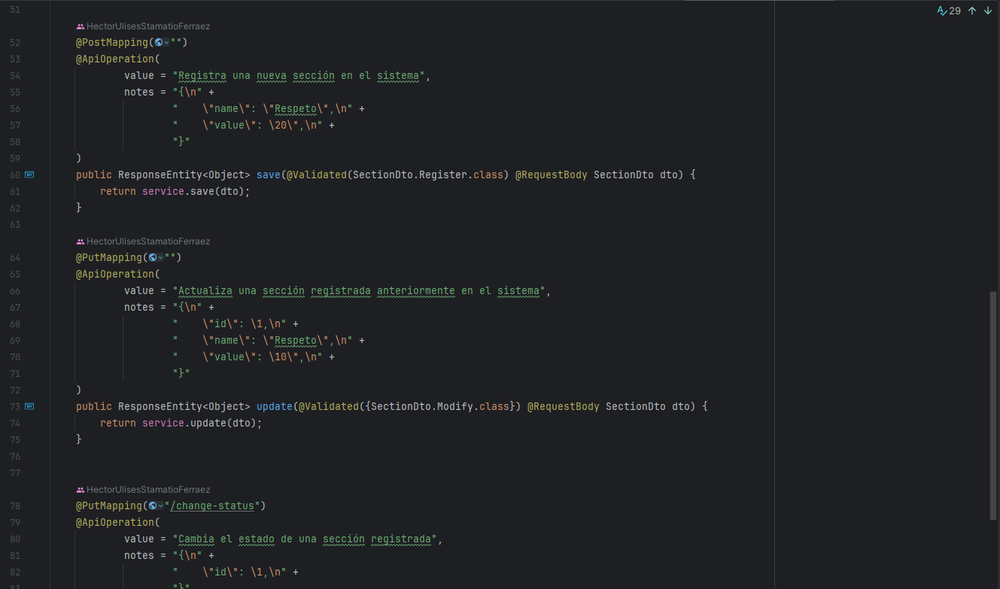 29
51
HectorUlisesStamatioFerraez
52 @PostMapping("")
53 @ApiOperation(
54 value = "Registra una nueva sección en el sistema",
55 notes = "{\n" +
56 "    \"name\": \"Respeto\",\n" +
57 "    \"value\": \20\",\n" +
58 "}"
59 )
60 public ResponseEntity<Object> save(@Validated(SectionDto.Register.class) @RequestBody SectionDto dto) {
61 return service.save(dto);
62 }
63
HectorUlisesStamatioFerraez
64 @PutMapping("")
65 @ApiOperation(
66 value = "Actualiza una sección registrada anteriormente en el sistema",
67 notes = "{\n" +
68 "    \"id\": \1,\n" +
69 "    \"name\": \"Respeto\",\n" +
70 "    \"value\": \10\",\n" +
71 "}"
72 )
73 public ResponseEntity<Object> update(@Validated({SectionDto.Modify.class}) @RequestBody SectionDto dto) {
74 return service.update(dto);
75 }
76
77
HectorUlisesStamatioFerraez
78 @PutMapping("/change-status")
79 @ApiOperation(
80 value = "Cambia el estado de una sección registrada",
81 notes = "{\n" +
82 "    \"id\": \1,\n" +
83 "}"